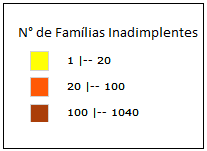 N° de Famílias Inadimplentes
1 |-- 20
20 |-- 100
100 |-- 1040